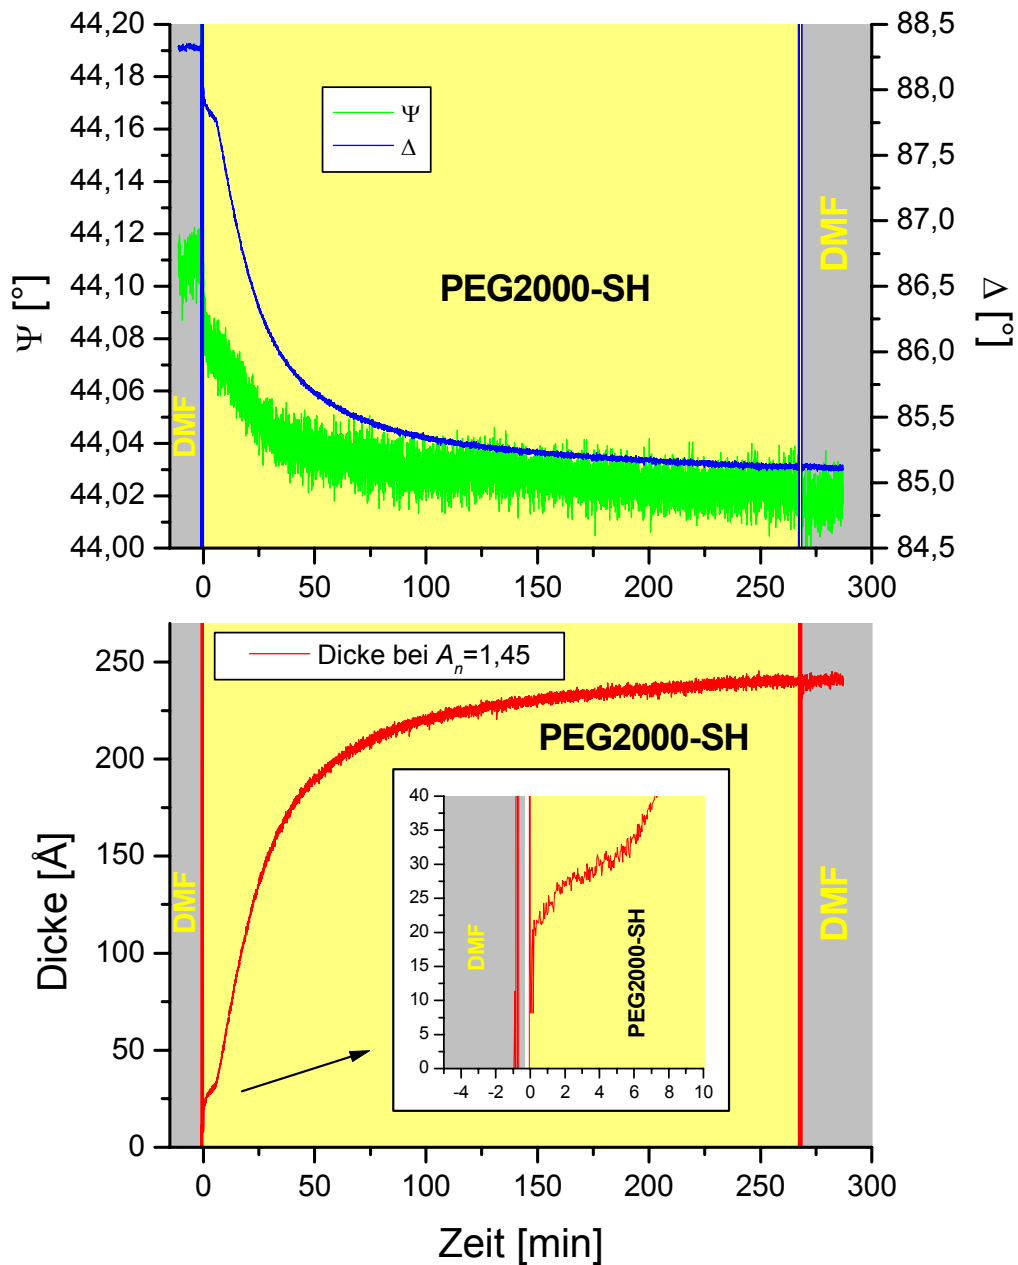 44,20
44,18
44,16
44,14
44,12
44,10
44,08
44,06
44,04
44,02
44,00
Ψ [°]
88,5
88,0
87,5
87,0
86,5
86,0
85,5
85,0
84,5
Δ [°]
Ψ
Δ
DMF
PEG2000-SH
DMF
0 50 100 150 200 250 300
250
200
150
100
50
0
Dicke [Å]
Dicke bei An=1,45
PEG2000-SH
DMF
DMF
40
35
30
25
20
15
10
5
0
DMF
PEG2000-SH
-4 -2 0 2 4 6 8 10
0 50 100 150 200 250 300
Zeit [min]